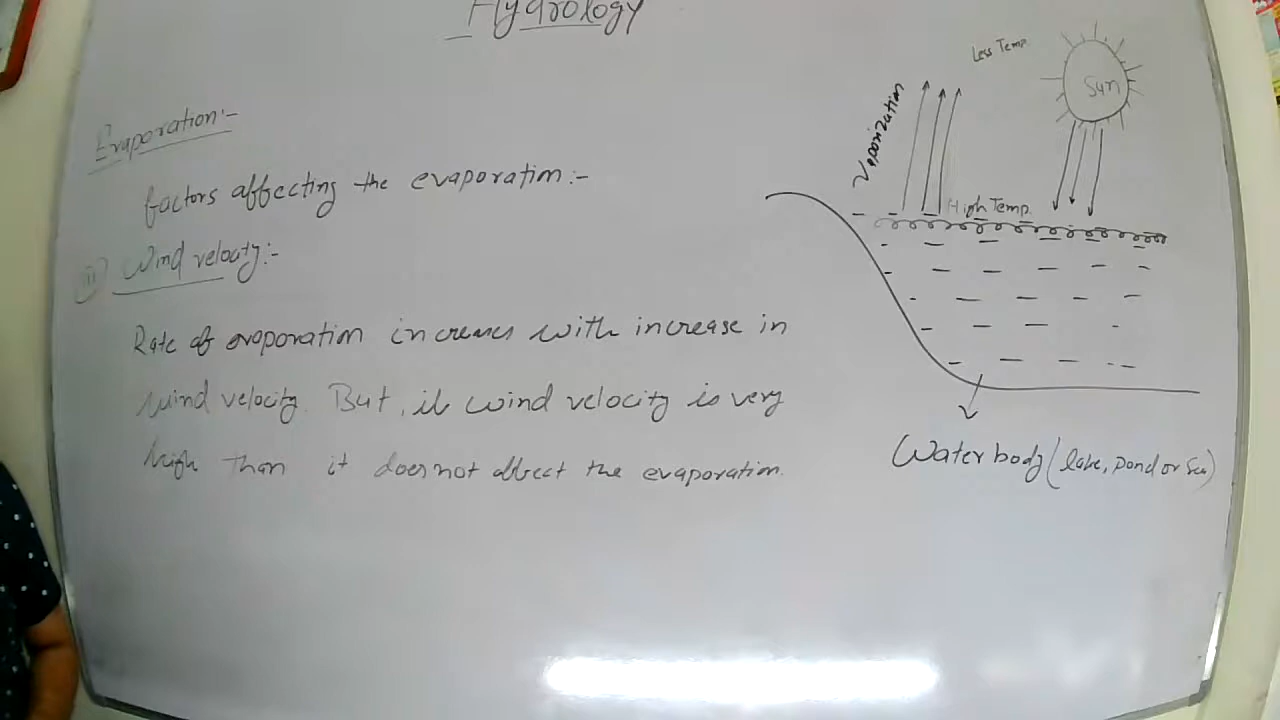 Hydrology
Evaporation:-
factors affecting the evaporation:-
(ii) Wind velocity:-
Rate of evaporation increases with increase in
wind velocity. But, if wind velocity is very
high than it does not affect the evaporation.
Less Temp
Sun
Vaporization
High Temp.
Water body (lake, pond or sea)